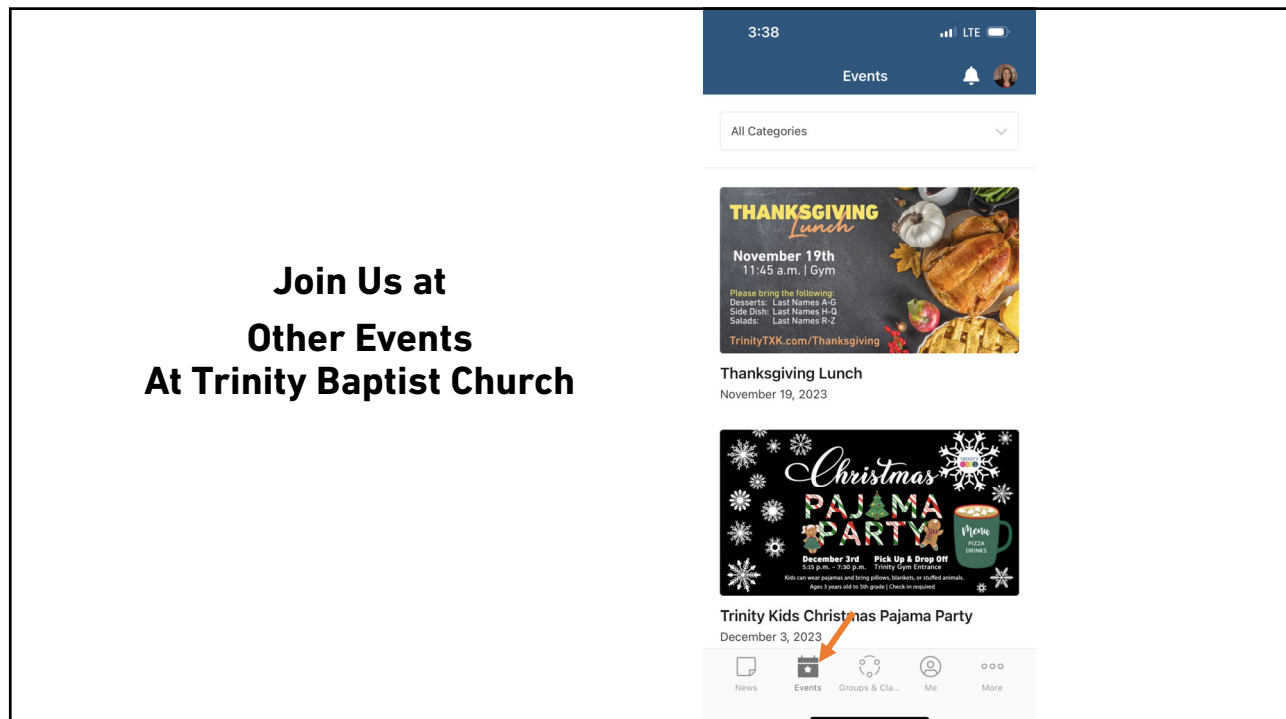 Join Us at
Other Events
At Trinity Baptist Church
3:38
LTE
Events
All Categories
THANKSGIVING
Lunch
November 19th
11:45 a.m. | Gym
Please bring the following:
Desserts: Last Names A-G
Side Dish: Last Names H-Q
Salads: Last Names R-Z
TrinityTXK.com/Thanksgiving
Thanksgiving Lunch
November 19, 2023
TRINITY
Christmas
PAJAMA
PARTY
Menu
PIZZA
DRINKS
December 3rd Pick Up & Drop Off
5:15 p.m. – 7:30 p.m. Trinity Gym Entrance
Kids can wear pajamas and bring pillows, blankets, or stuffed animals.
Ages 3 years old to 5th grade | Check-in required
Trinity Kids Christmas Pajama Party
December 3, 2023
News Events Groups & Cla... Me More